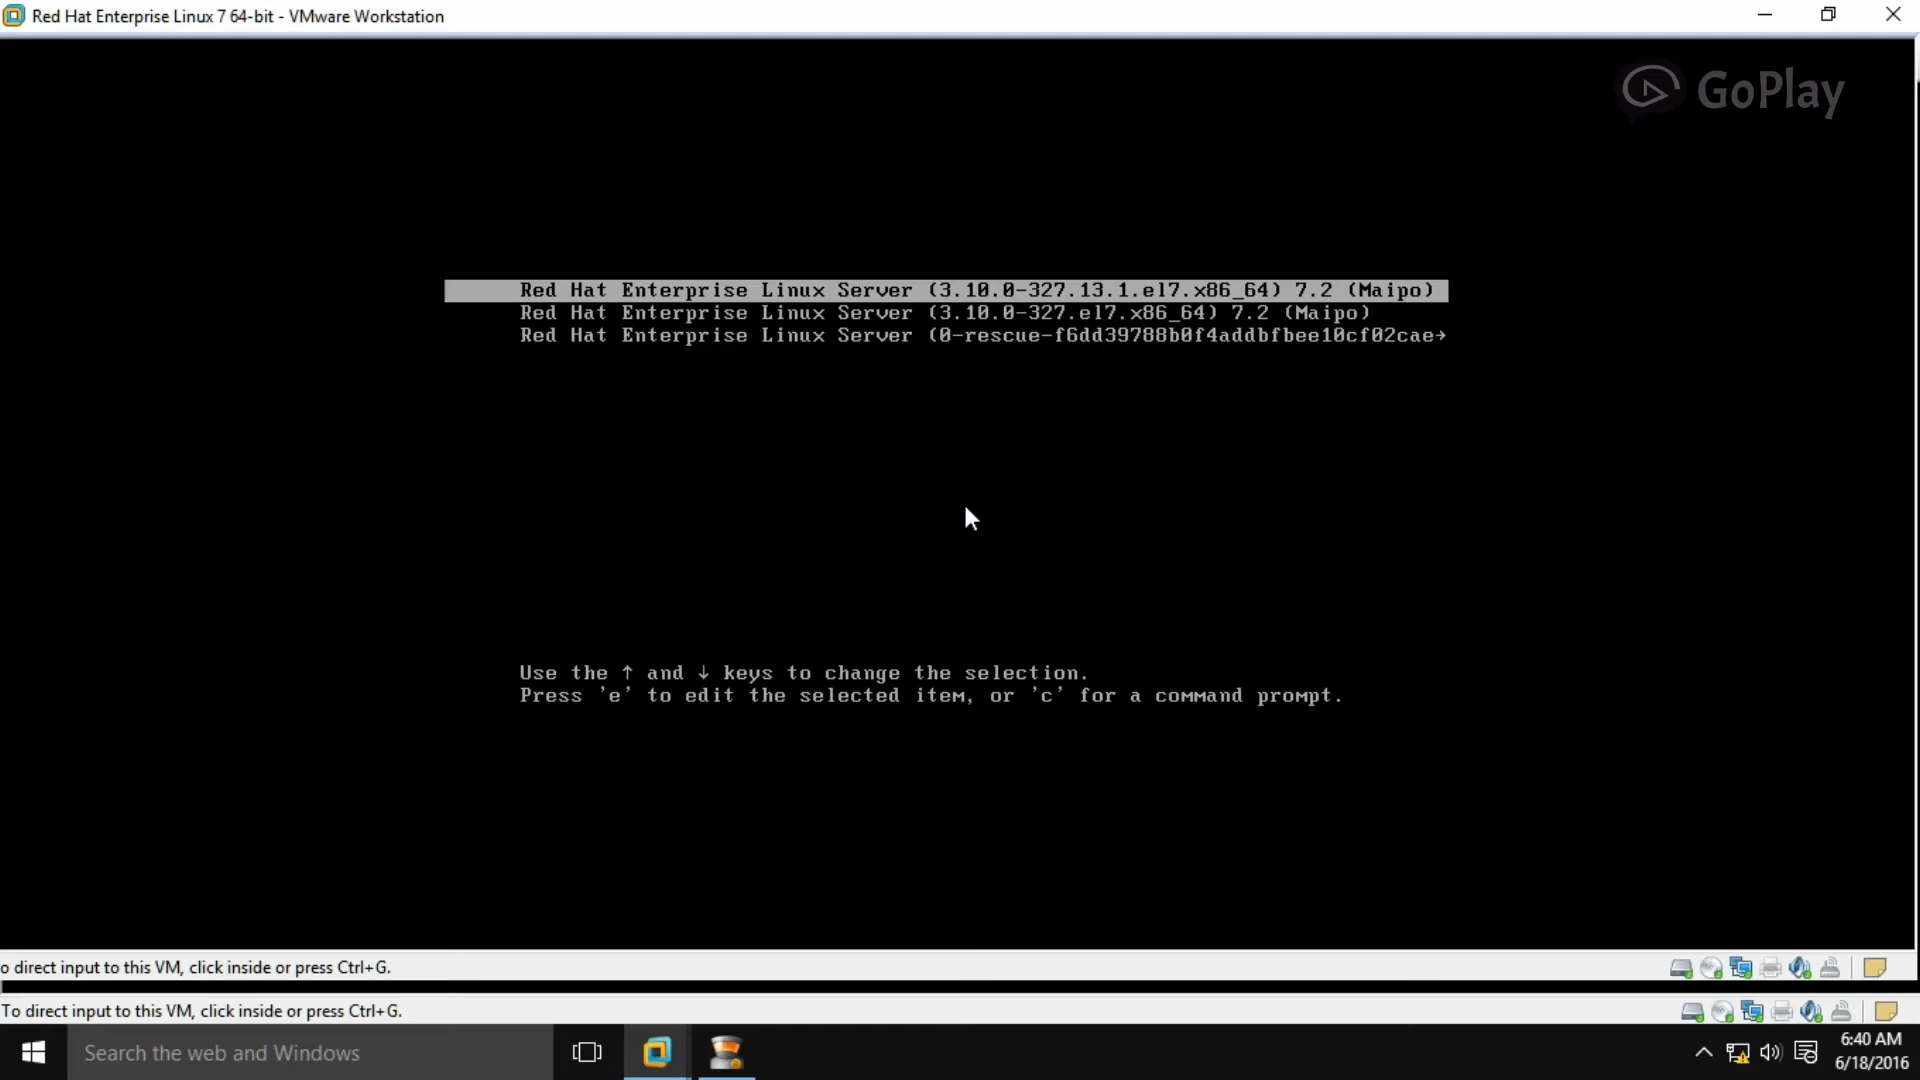 Red Hat Enterprise Linux 7 64-bit - VMware Workstation
GoPlay
Red Hat Enterprise Linux Server (3.10.0-327.13.1.el7.x86_64) 7.2 (Maipo)
Red Hat Enterprise Linux Server (3.10.0-327.el7.x86_64) 7.2 (Maipo)
Red Hat Enterprise Linux Server (0-rescue-f6dd39788b0f4addbfbee10cf02cae→
Use the ↑ and ↓ keys to change the selection.
Press 'e' to edit the selected item, or 'c' for a command prompt.
o direct input to this VM, click inside or press Ctrl+G.
To direct input to this VM, click inside or press Ctrl+G.
Search the web and Windows
6:40 AM
6/18/2016